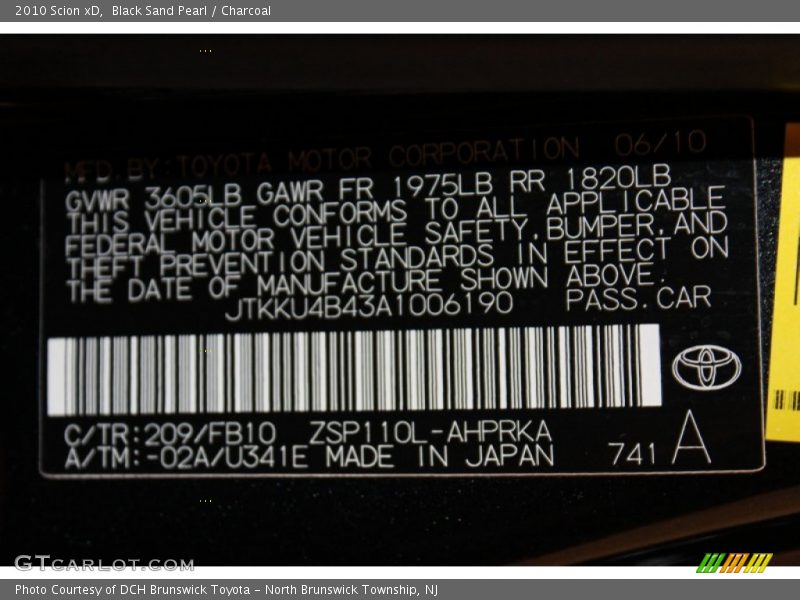 2010 Scion xD,  Black Sand Pearl / Charcoal
MFD.BY:TOYOTA MOTOR CORPORATION 06/10
GVWR 3605LB GAWR FR 1975LB RR 1820LB
THIS VEHICLE CONFORMS TO ALL APPLICABLE
FEDERAL MOTOR VEHICLE SAFETY,BUMPER,AND
THEFT PREVENTION STANDARDS IN EFFECT ON
THE DATE OF MANUFACTURE SHOWN ABOVE.
JTKKU4B43A1006190 PASS.CAR
C/TR:209/FB10 ZSP110L-AHPRKA
A/TM:-02A/U341E MADE IN JAPAN 741 A
GTCARLOT.COM
Photo Courtesy of DCH Brunswick Toyota – North Brunswick Township, NJ